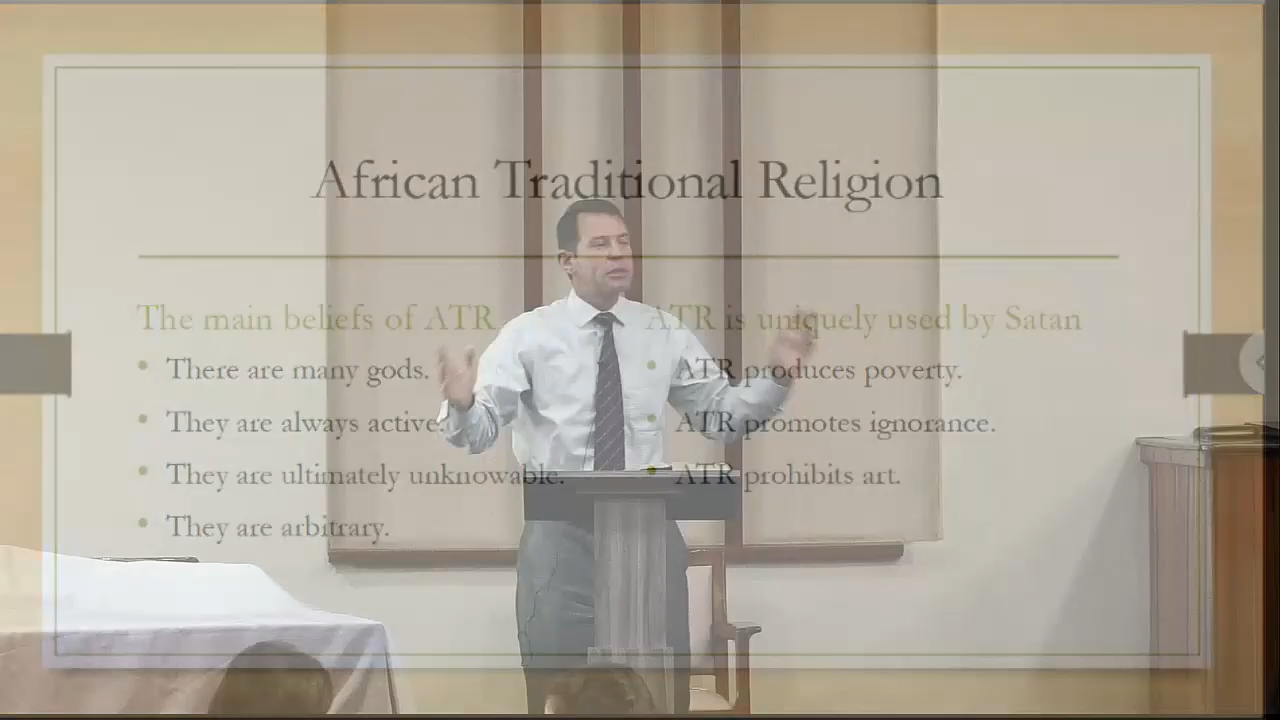 African Traditional Religion
The main beliefs of ATR
There are many gods.
They are always active.
They are ultimately unknowable.
They are arbitrary.
ATR is uniquely used by Satan
ATR produces poverty.
ATR promotes ignorance.
ATR prohibits art.